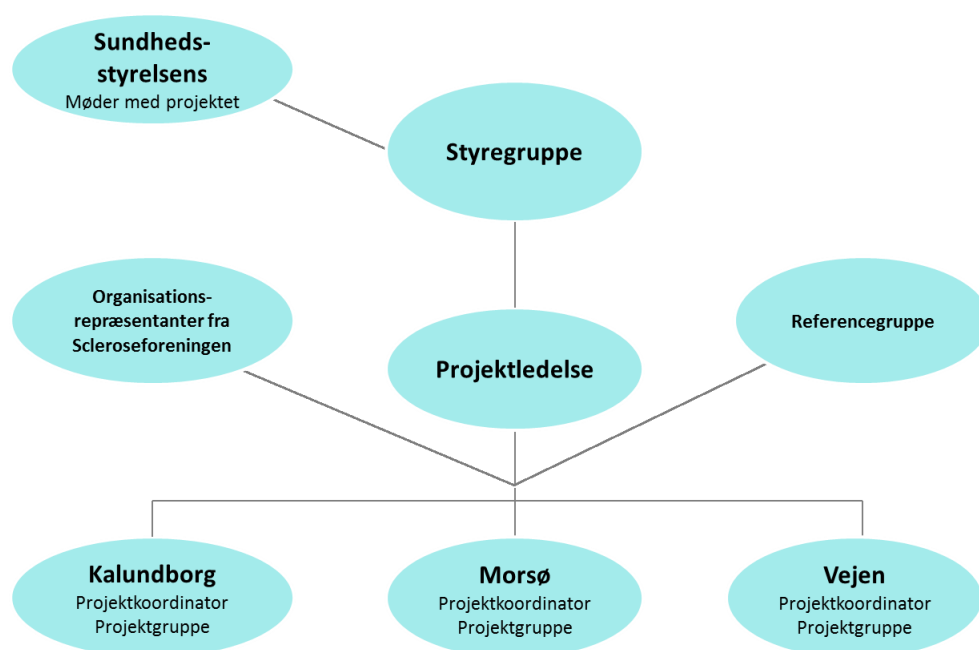 Sundheds-
styrelsens
Møder med projektet
Styregruppe
Organisations-
repræsentanter fra
Scleroseforeningen
Projektledelse
Referencegruppe
Kalundborg
Projektkoordinator
Projektgruppe
Morsø
Projektkoordinator
Projektgruppe
Vejen
Projektkoordinator
Projektgruppe